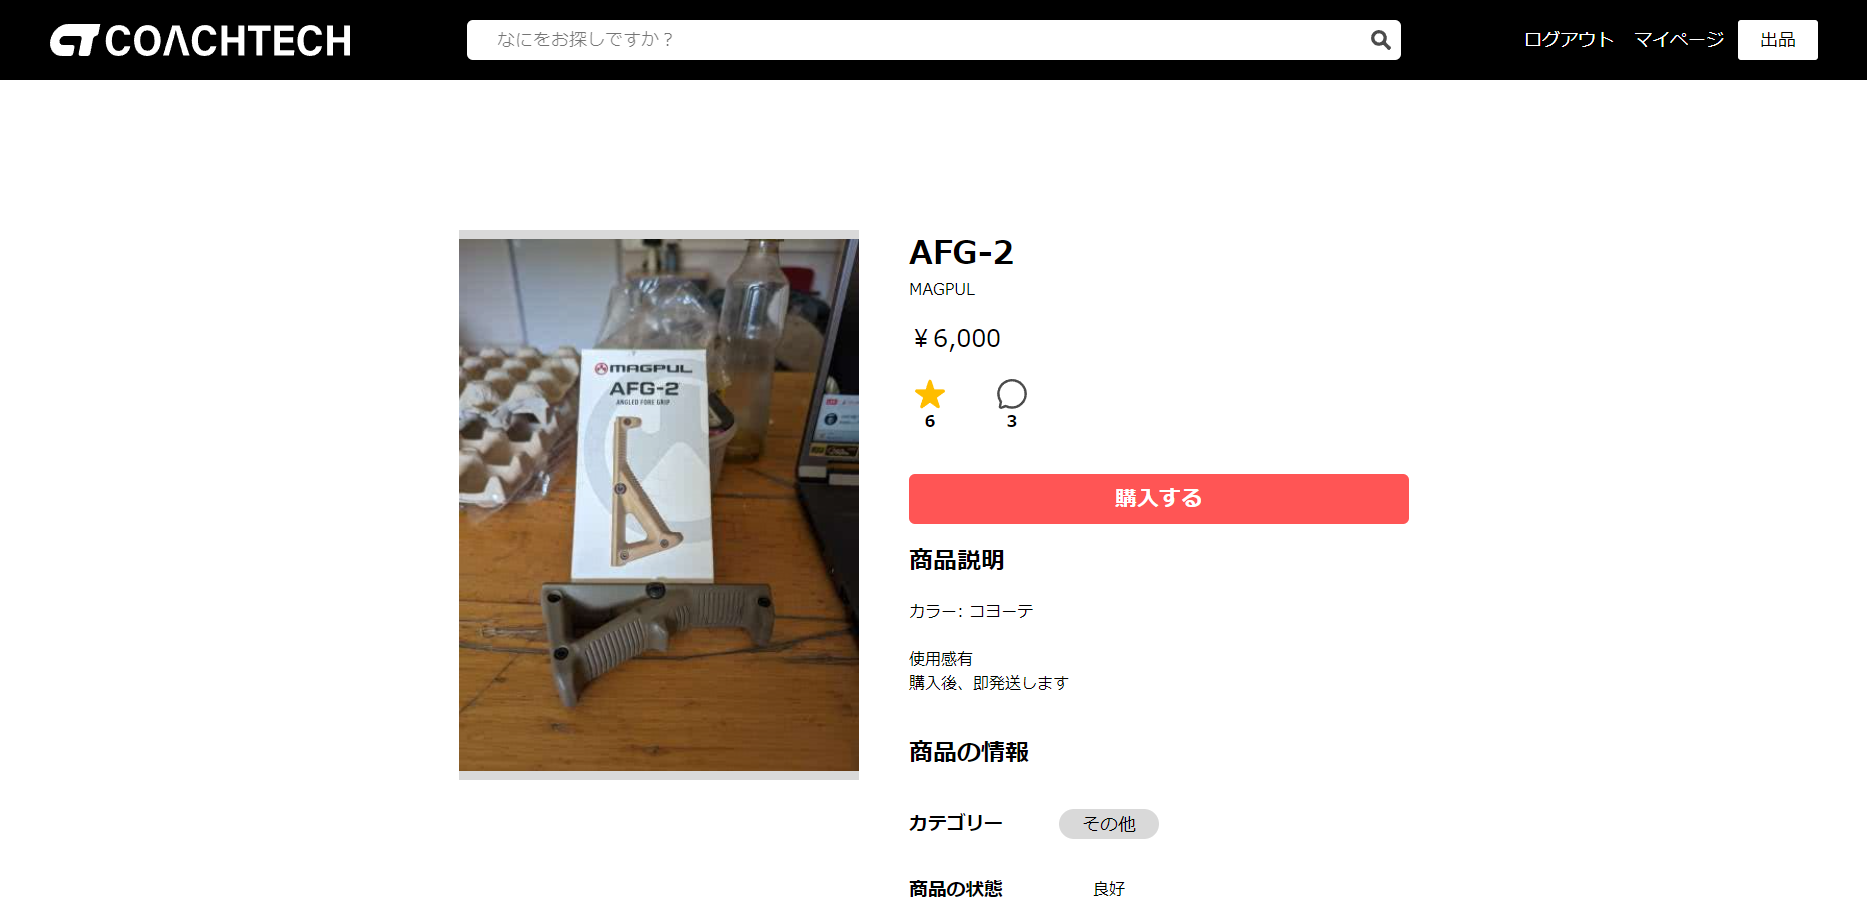 COACHTECH
なにをお探しですか？
ログアウト マイページ 出品
MAGPUL
AFG-2
ANGLED FORE GRIP
AFG-2
MAGPUL
¥6,000
6 3
購入する
商品説明
カラー: コヨーテ
使用感有
購入後、即発送します
商品の情報
カテゴリー その他
商品の状態 良好